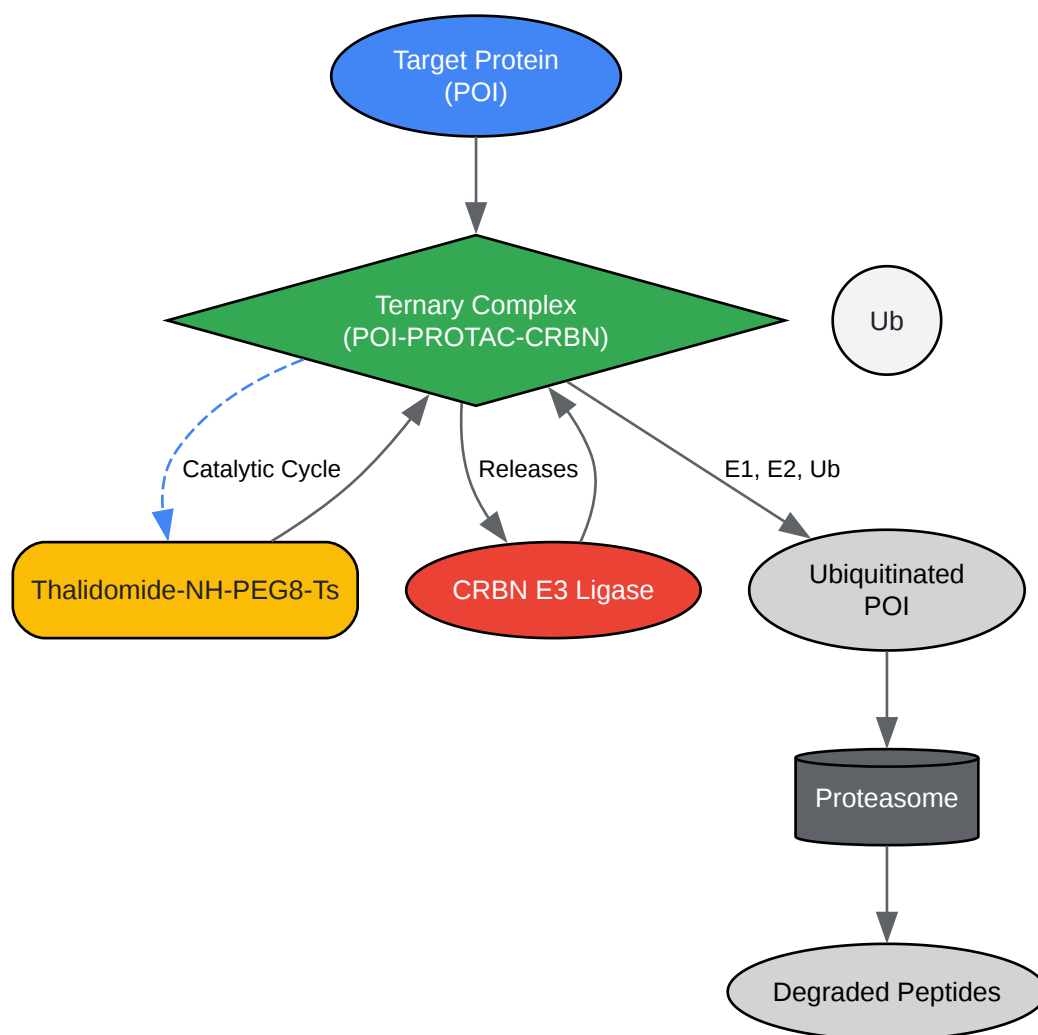 Target Protein
(POI)
Ternary Complex
(POI-PROTAC-CRBN)
Ub
Catalytic Cycle
Releases
E1, E2, Ub
Thalidomide-NH-PEG8-Ts
CRBN E3 Ligase
Ubiquitinated
POI
Proteasome
Degraded Peptides